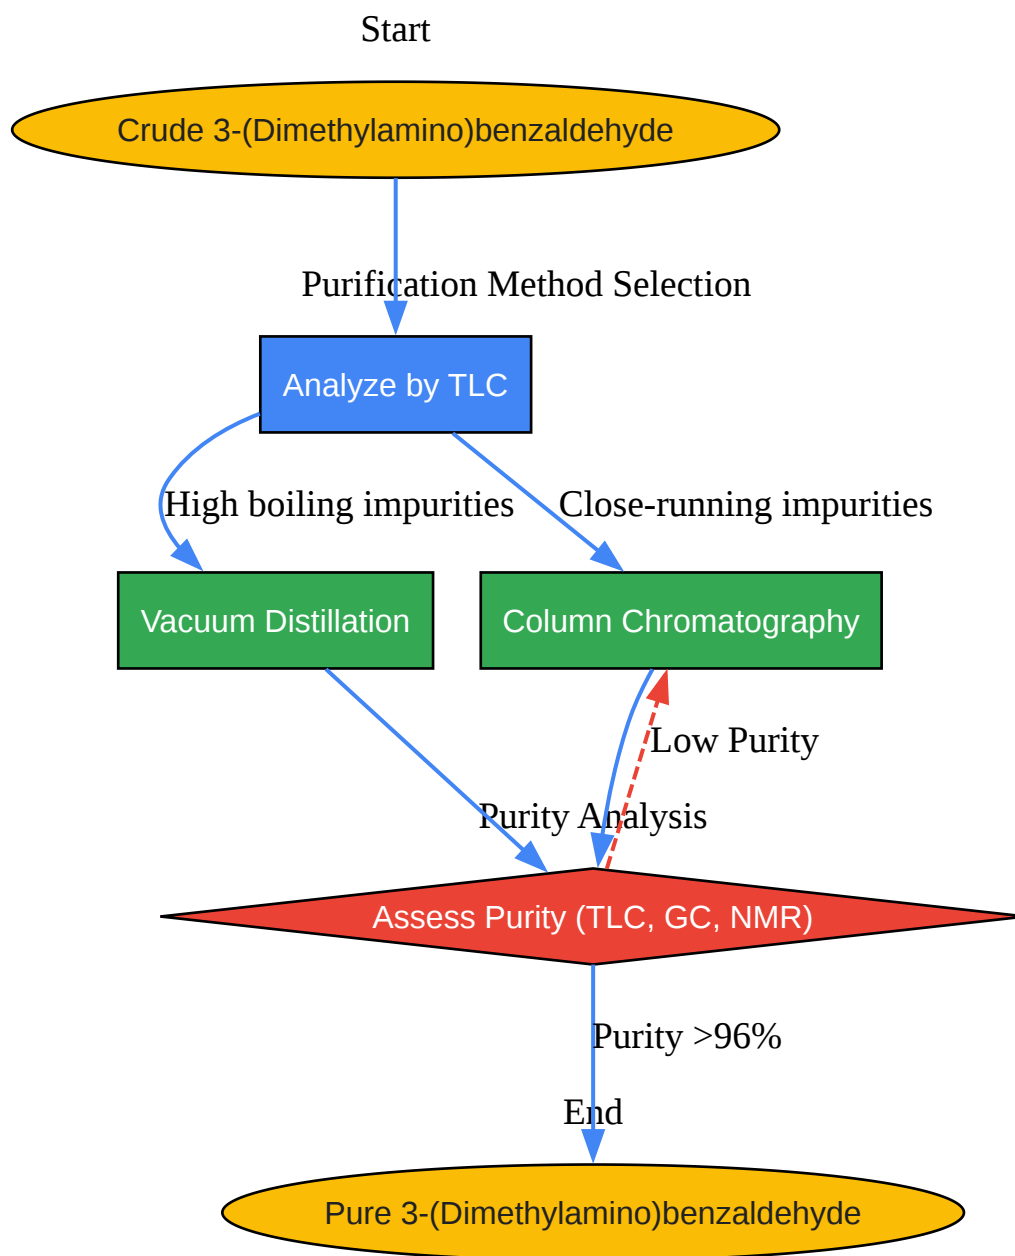 Start
Crude 3-(Dimethylamino)benzaldehyde
Purification Method Selection
Analyze by TLC
High boiling impurities
Close-running impurities
Vacuum Distillation
Column Chromatography
Low Purity
Purity Analysis
Assess Purity (TLC, GC, NMR)
Purity >96%
End
Pure 3-(Dimethylamino)benzaldehyde